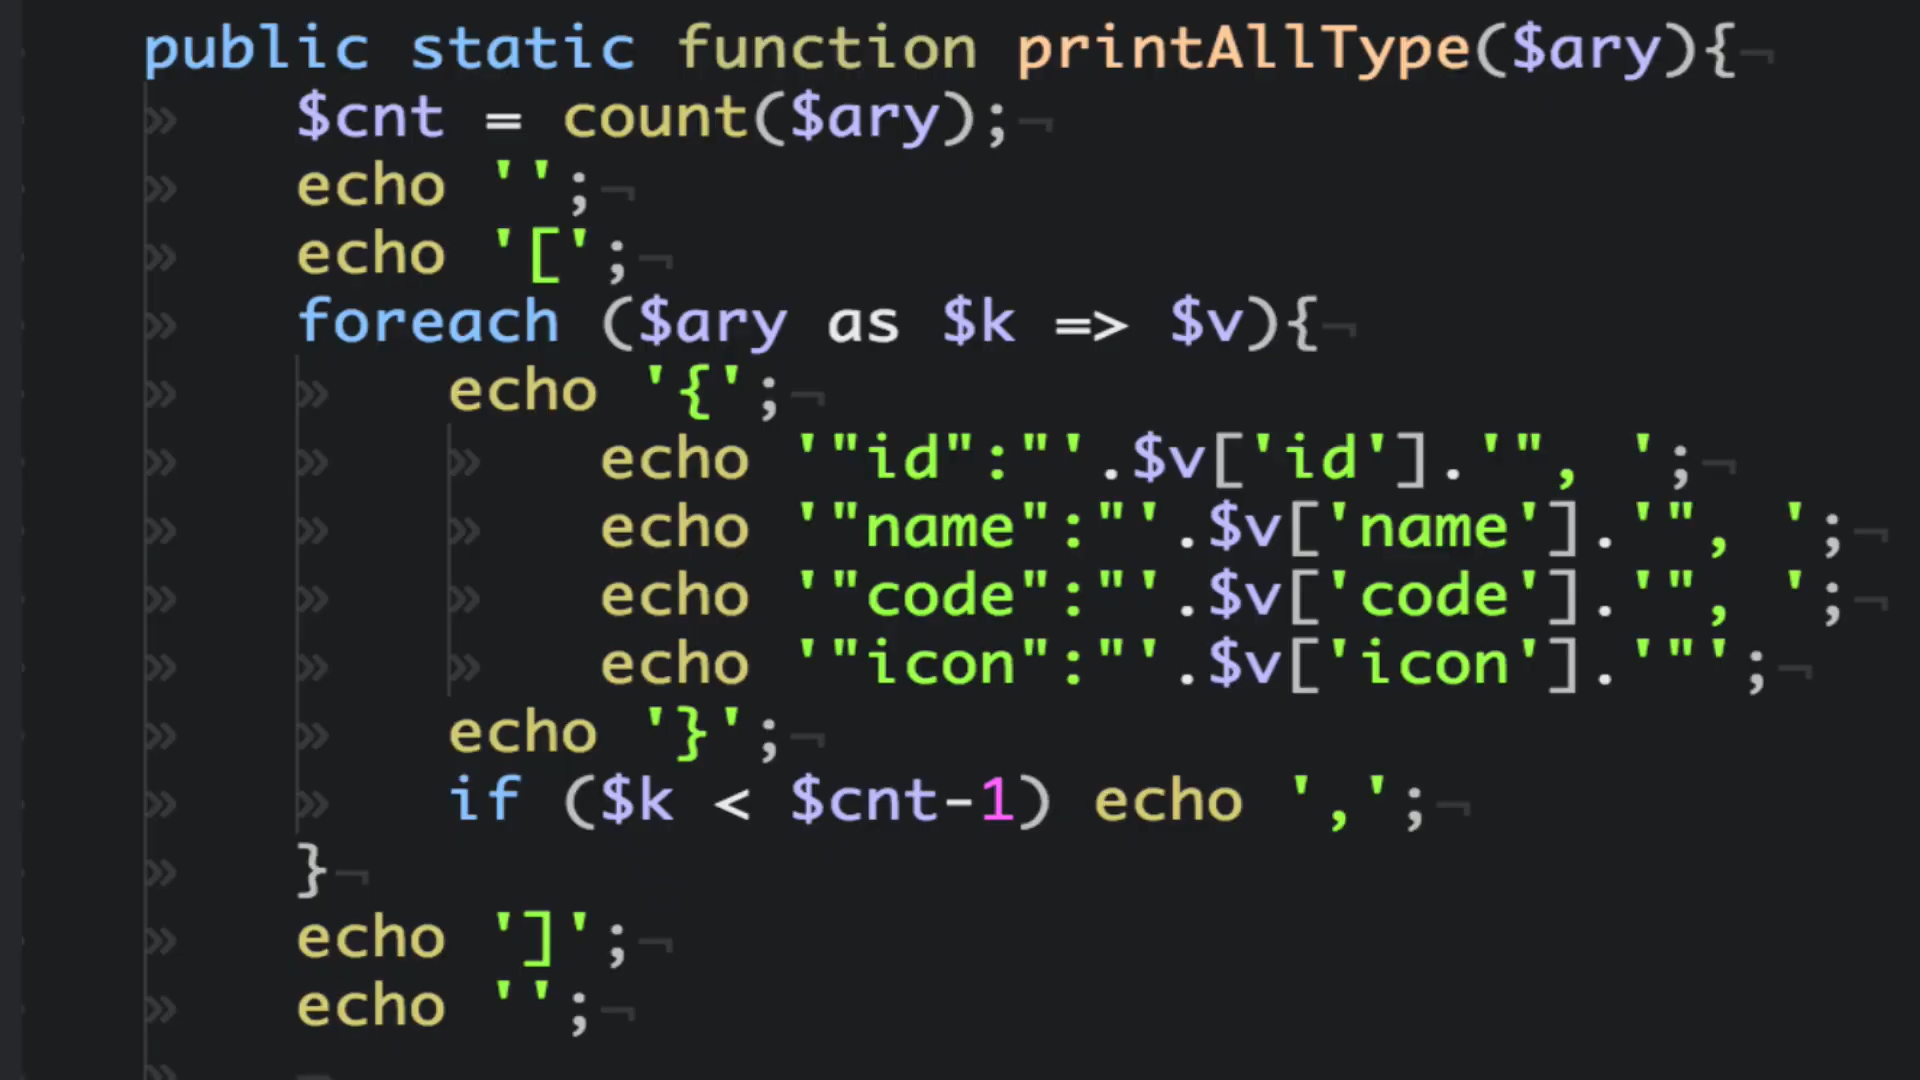 public static function printAllType($ary){¬
»   $cnt = count($ary);¬
»   echo '';¬
»   echo '[';¬
»   foreach ($ary as $k => $v){¬
»   »   echo '{';¬
»   »   »   echo '"id":"'.$v['id'].'", ';¬
»   »   »   echo '"name":"'.$v['name'].'", ';¬
»   »   »   echo '"code":"'.$v['code'].'", ';¬
»   »   »   echo '"icon":"'.$v['icon'].'"';¬
»   »   echo '}';¬
»   »   if ($k < $cnt-1) echo ',';¬
»   }¬
»   echo ']';¬
»   echo '';¬
»   ¬